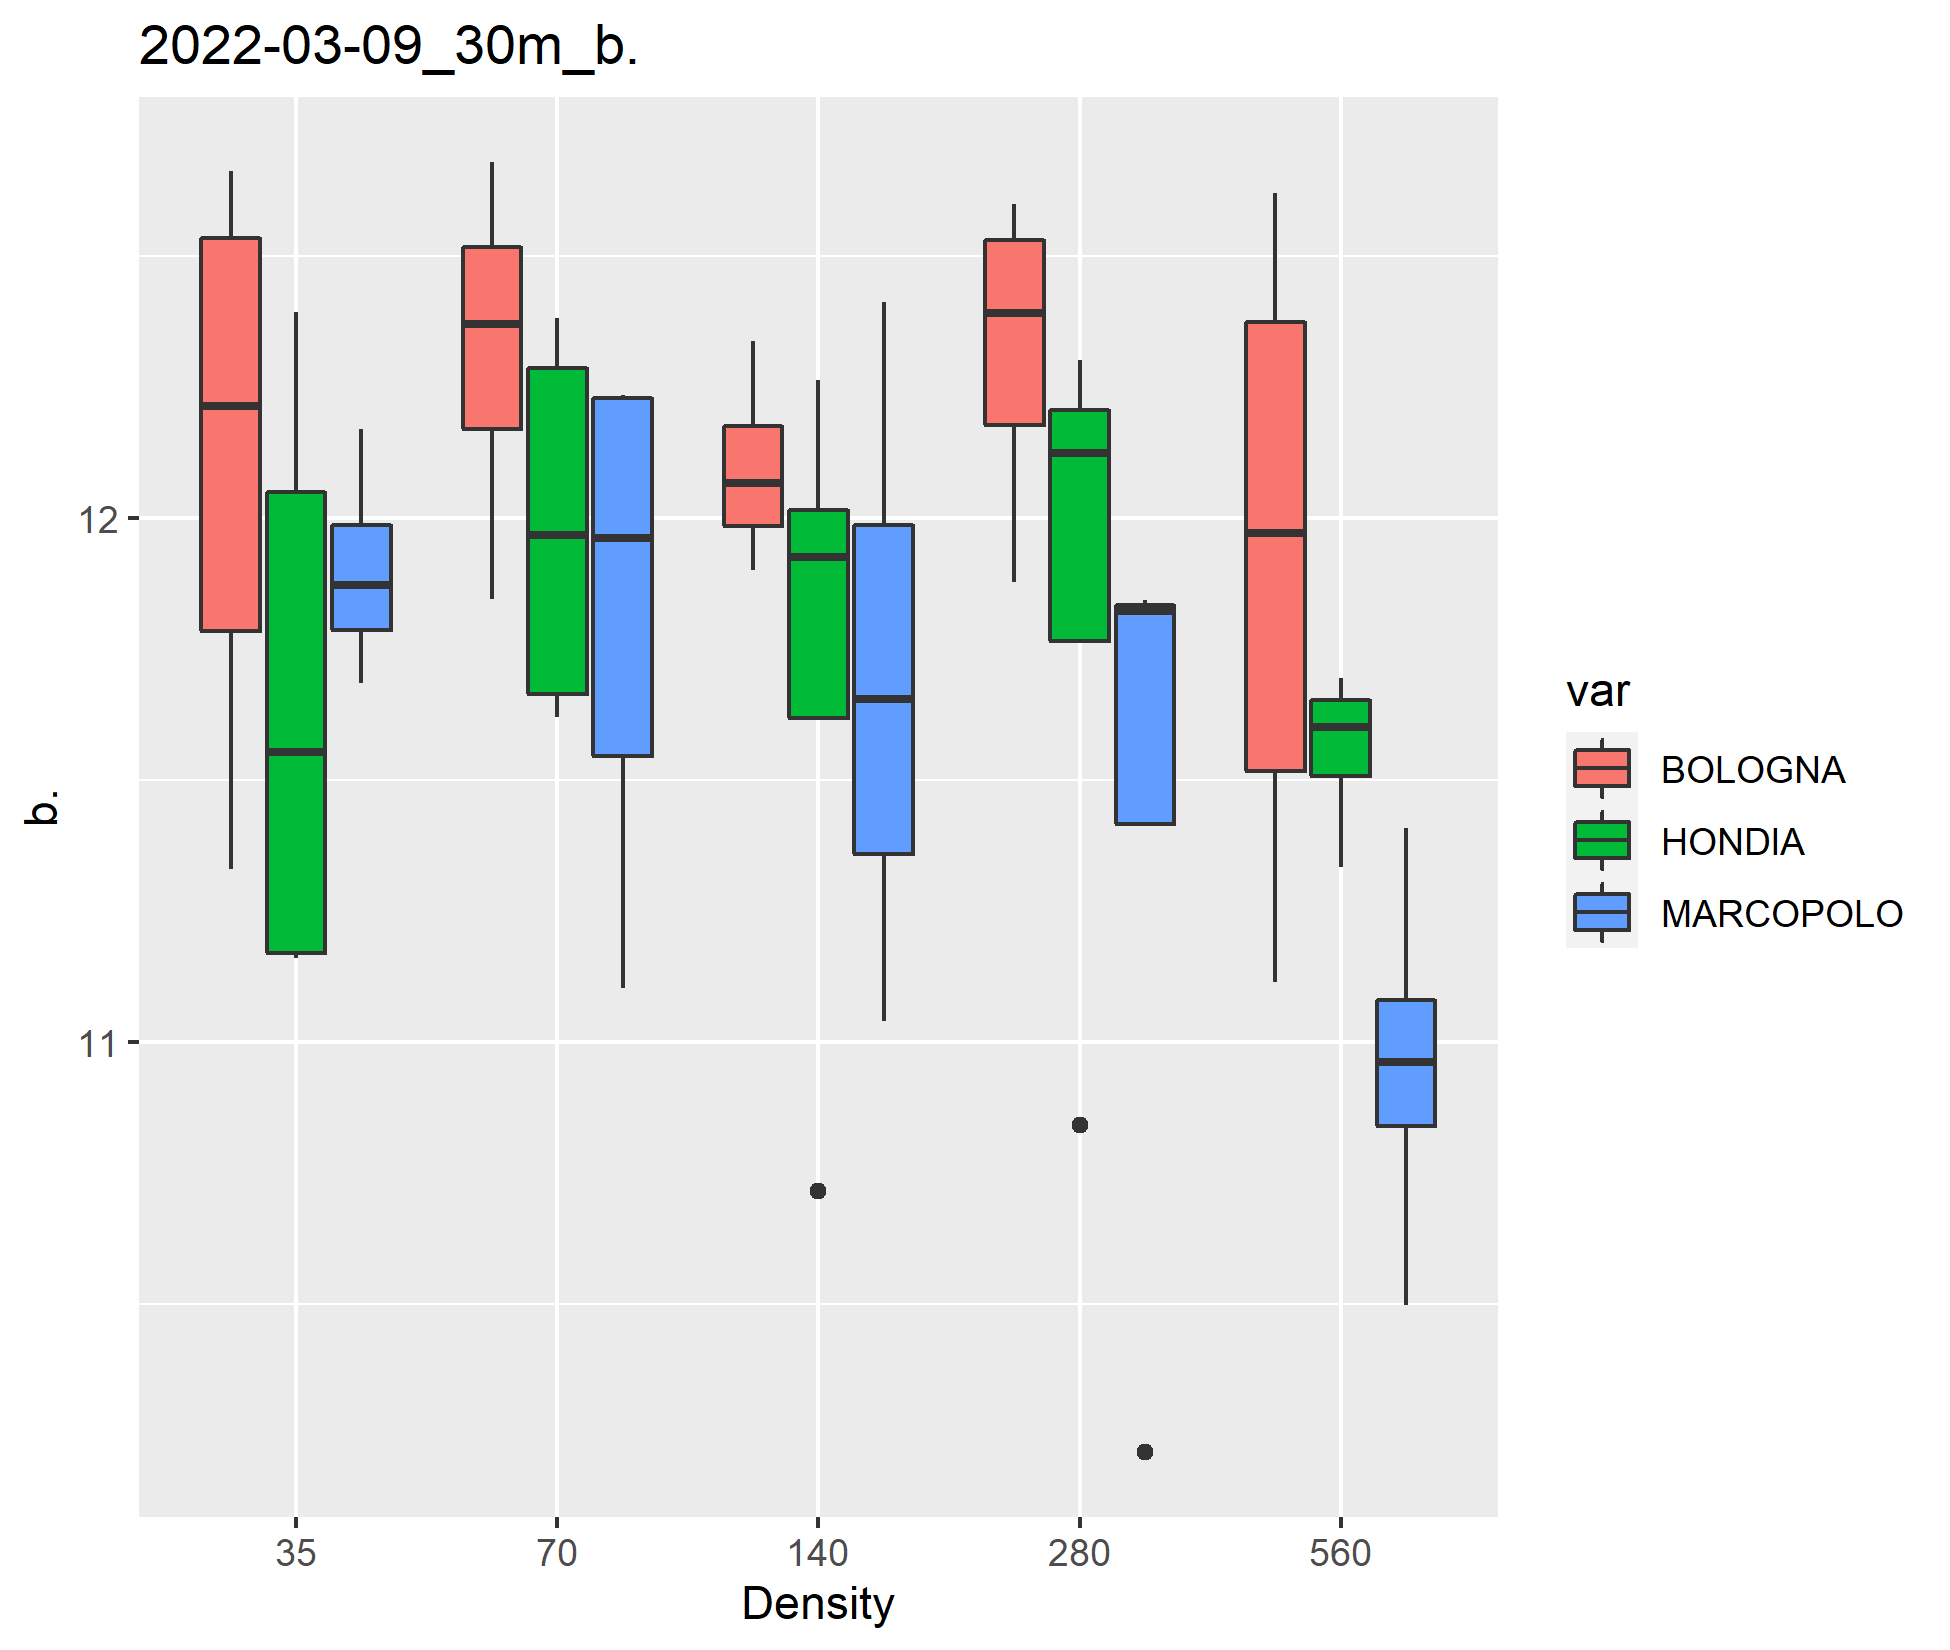 2022-03-09_30m_b.
b.
12
11
35 70 140 280 560
Density
var
BOLOGNA
HONDIA
MARCOPOLO